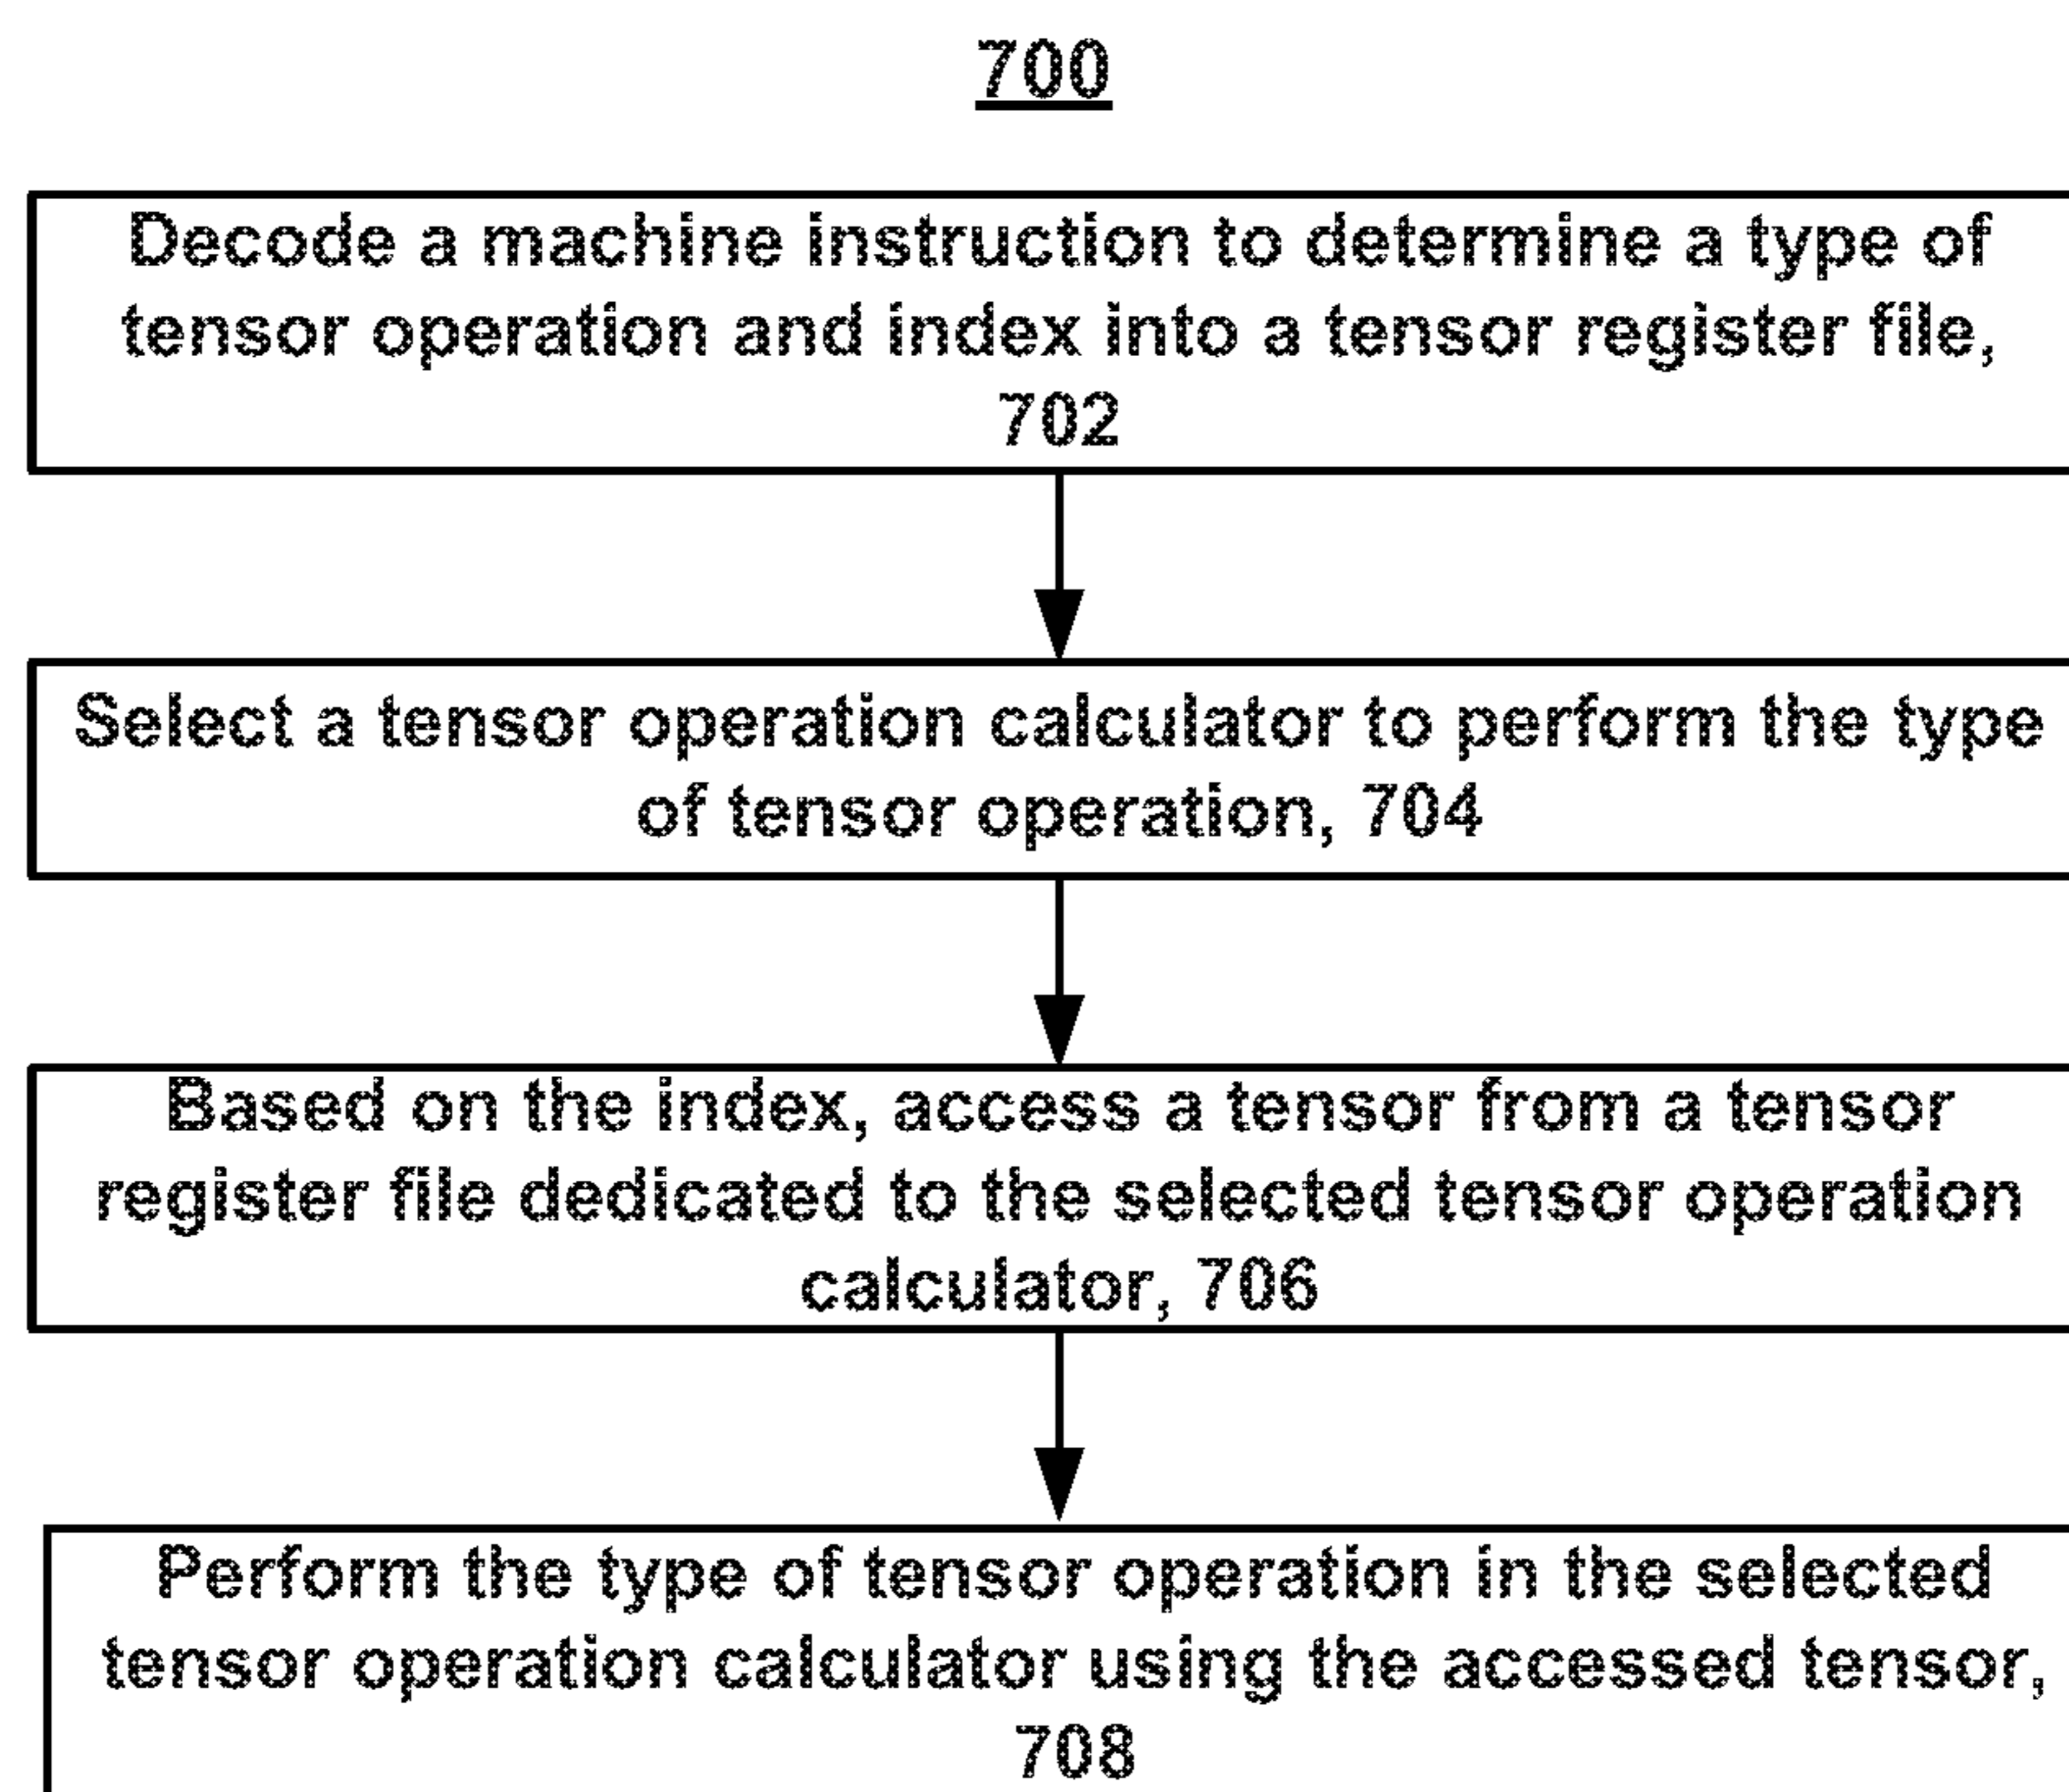 700
Decode a machine instruction to determine a type of
tensor operation and index into a tensor register file,
702
Select a tensor operation calculator to perform the type
of tensor operation, 704
Based on the index, access a tensor from a tensor
register file dedicated to the selected tensor operation
calculator, 706
Perform the type of tensor operation in the selected
tensor operation calculator using the accessed tensor,
708